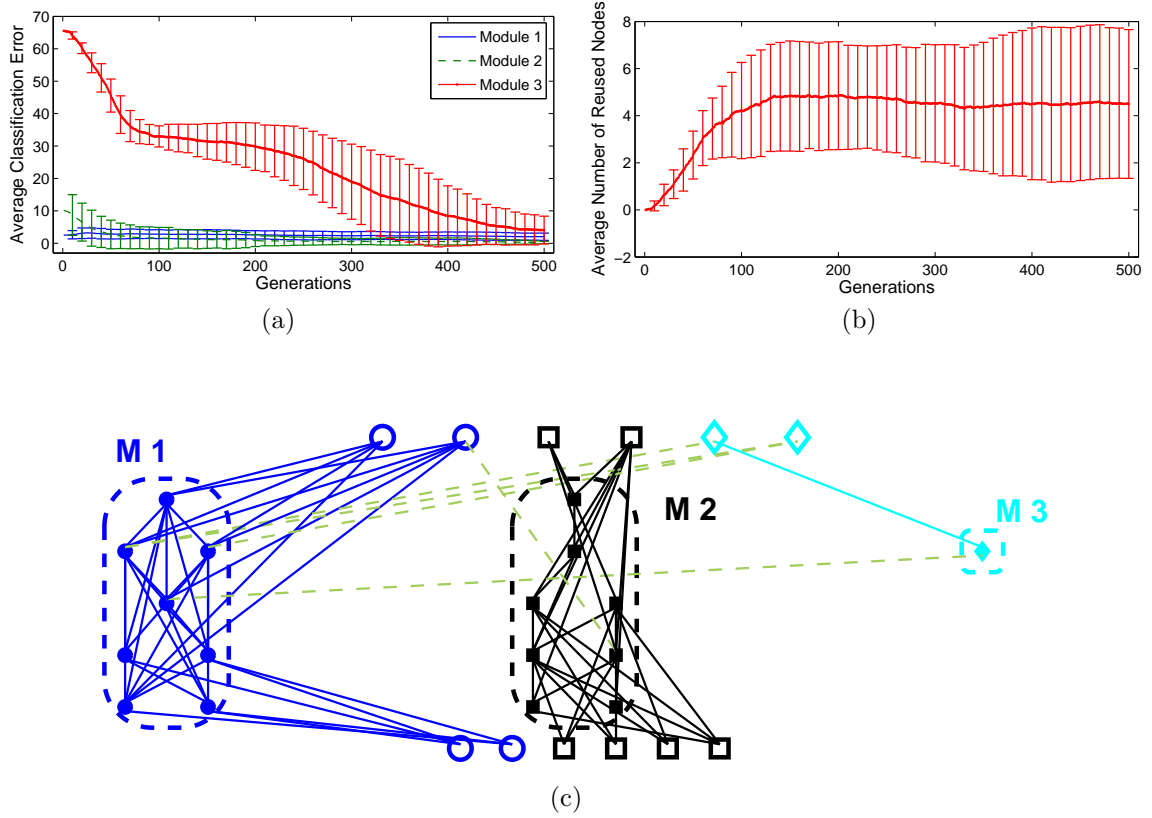 70
60
50
40
30
20
10
0
0
100
200
300
400
500
Average Classification Error
Generations
Module 1
Module 2
Module 3
(a)
8
6
4
2
0
−2
0
100
200
300
400
500
Average Number of Reused Nodes
Generations
(b)
M 1
M 2
M 3
(c)